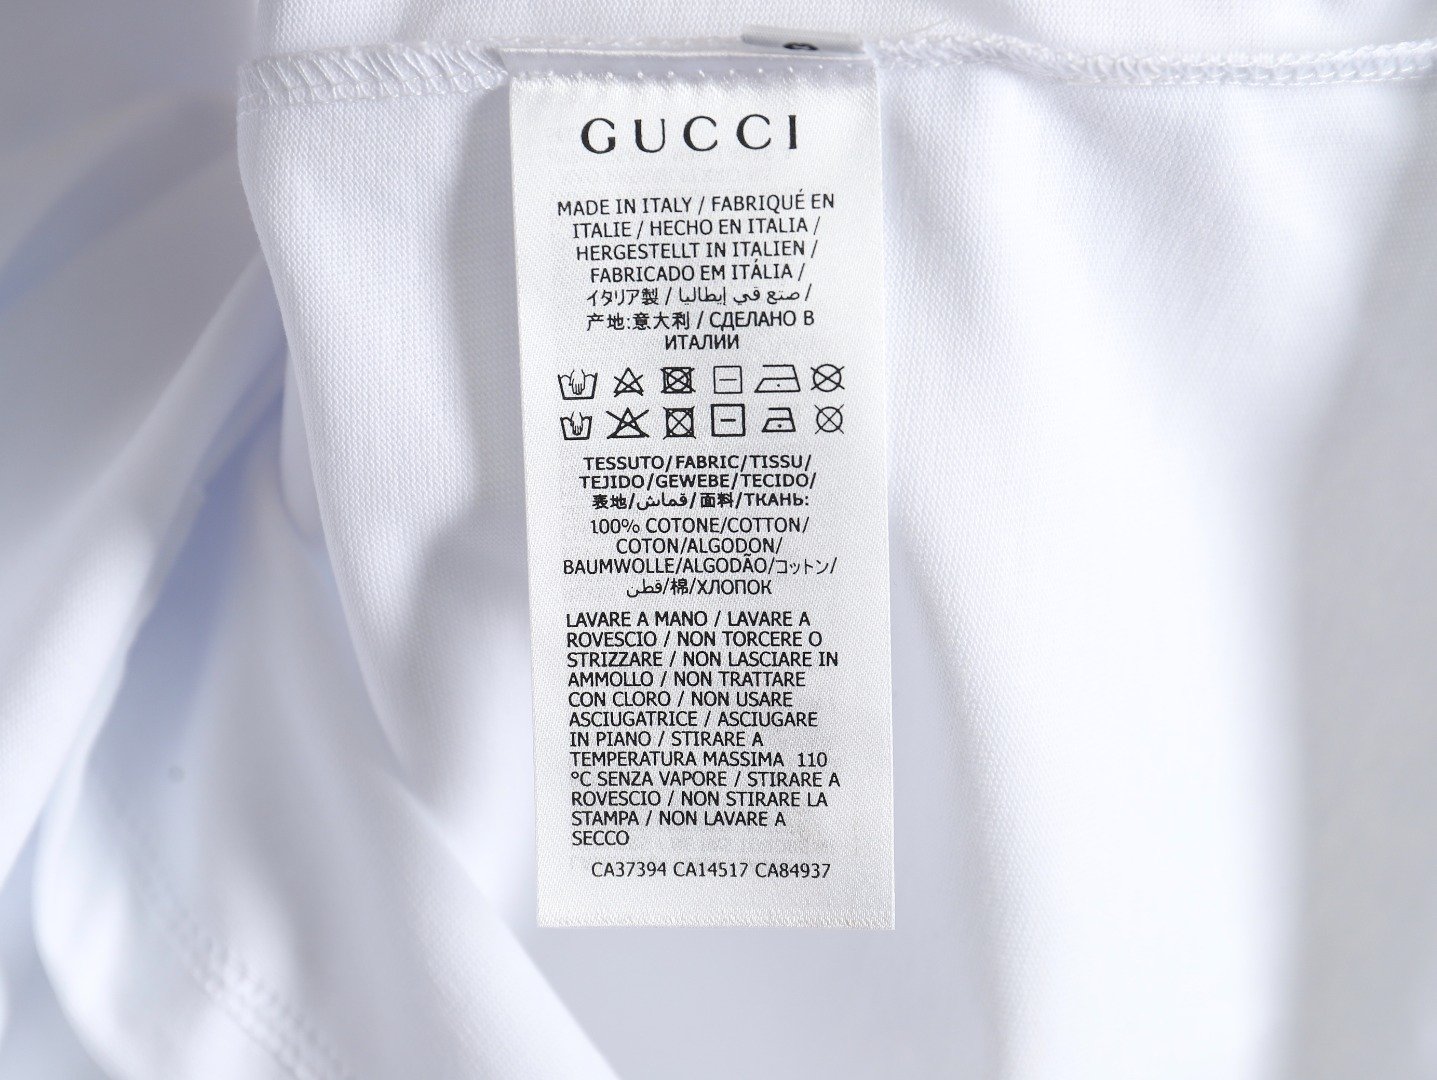 GUCCI
MADE IN ITALY / FABRIQUÉ EN
ITALIE / HECHO EN ITALIA /
HERGESTELLT IN ITALIEN /
FABRICADO EM ITÁLIA /
イタリア製 / صنع في إيطاليا /
产地:意大利 / СДЕЛАНО В
ИТАЛИИ
TESSUTO/FABRIC/TISSU/
TEJIDO/GEWEBE/TECIDO/
表地/قماش/面料/ТКАНЬ:
100% COTONE/COTTON/
COTON/ALGODON/
BAUMWOLLE/ALGODÃO/コットン/
قطن/棉/ХЛОПОК
LAVARE A MANO / LAVARE A
ROVESCIO / NON TORCERE O
STRIZZARE / NON LASCIARE IN
AMMOLLO / NON TRATTARE
CON CLORO / NON USARE
ASCIUGATRICE / ASCIUGARE
IN PIANO / STIRARE A
TEMPERATURA MASSIMA 110
°C SENZA VAPORE / STIRARE A
ROVESCIO / NON STIRARE LA
STAMPA / NON LAVARE A
SECCO
CA37394 CA14517 CA84937